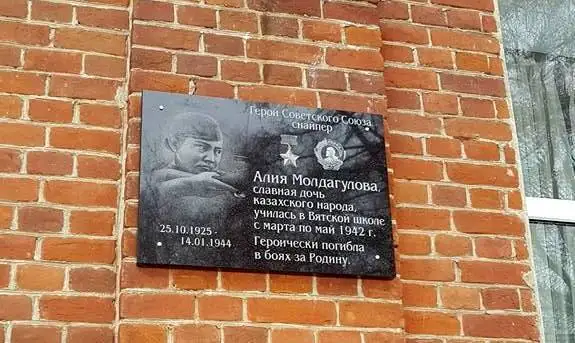 Герой Советского Союза
снайпер
Алия Молдагулова,
славная дочь
казахского народа,
училась в Вятской школе
с марта по май 1942 г.
Героически погибла
в боях за Родину.
25.10.1925 -
14.01.1944